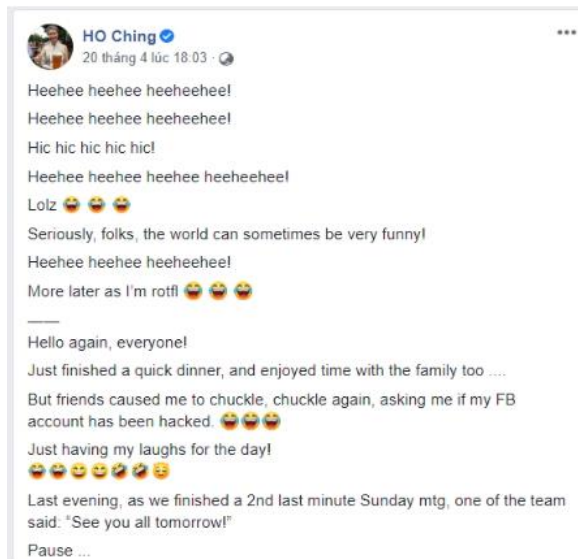 HO Ching
20 tháng 4 lúc 18:03 ·
Heehee heehee heeheehee!
Heehee heehee heeheehee!
Hic hic hic hic hic!
Heehee heehee heehee heeheehee!
Lolz 😂 😂 😂
Seriously, folks, the world can sometimes be very funny!
Heehee heehee heeheehee!
More later as I'm rotfl 😂 😂 😂
——
Hello again, everyone!
Just finished a quick dinner, and enjoyed time with the family too ....
But friends caused me to chuckle, chuckle again, asking me if my FB
account has been hacked. 😂😂😂
Just having my laughs for the day!
😂😂😄😄🤣🤣😌
Last evening, as we finished a 2nd last minute Sunday mtg, one of the team
said: “See you all tomorrow!”
Pause ...